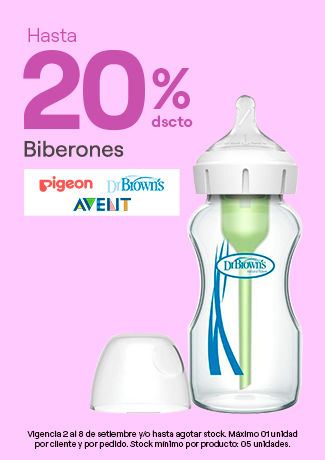 Hasta
20%
dscto
Biberones
Pigeon Dr Brown's
AVENT
Dr Brown's
Vigencia 2 al 8 de setiembre y/o hasta agotar stock. Máximo 01 unidad
por cliente y por pedido. Stock mínimo por producto: 05 unidades.